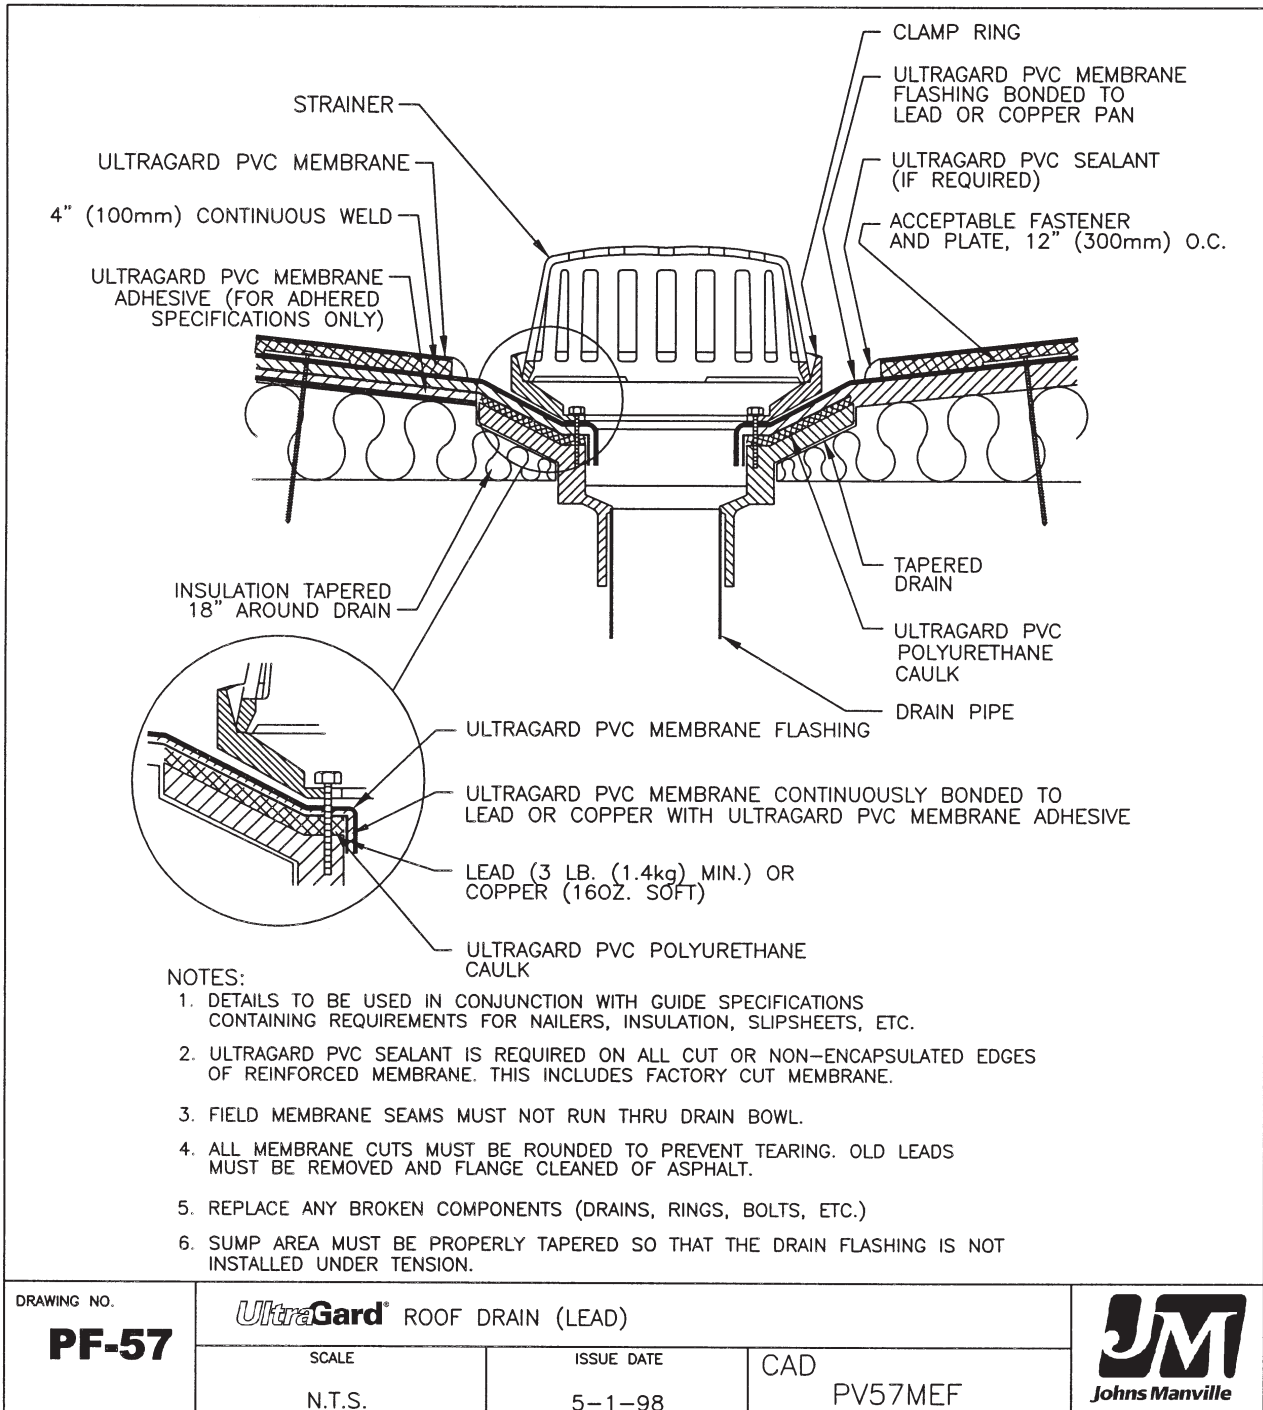 CLAMP RING
ULTRAGARD PVC MEMBRANE
FLASHING BONDED TO
LEAD OR COPPER PAN
STRAINER
ULTRAGARD PVC MEMBRANE
ULTRAGARD PVC SEALANT
(IF REQUIRED)
4" (100mm) CONTINUOUS WELD
ACCEPTABLE FASTENER
AND PLATE, 12" (300mm) O.C.
ULTRAGARD PVC MEMBRANE
ADHESIVE (FOR ADHERED
SPECIFICATIONS ONLY)
INSULATION TAPERED
18" AROUND DRAIN
TAPERED
DRAIN
ULTRAGARD PVC
POLYURETHANE
CAULK
DRAIN PIPE
ULTRAGARD PVC MEMBRANE FLASHING
ULTRAGARD PVC MEMBRANE CONTINUOUSLY BONDED TO
LEAD OR COPPER WITH ULTRAGARD PVC MEMBRANE ADHESIVE
LEAD (3 LB. (1.4kg) MIN.) OR
COPPER (16OZ. SOFT)
ULTRAGARD PVC POLYURETHANE
CAULK
NOTES:
1. DETAILS TO BE USED IN CONJUNCTION WITH GUIDE SPECIFICATIONS
CONTAINING REQUIREMENTS FOR NAILERS, INSULATION, SLIPSHEETS, ETC.
2. ULTRAGARD PVC SEALANT IS REQUIRED ON ALL CUT OR NON-ENCAPSULATED EDGES
OF REINFORCED MEMBRANE. THIS INCLUDES FACTORY CUT MEMBRANE.
3. FIELD MEMBRANE SEAMS MUST NOT RUN THRU DRAIN BOWL.
4. ALL MEMBRANE CUTS MUST BE ROUNDED TO PREVENT TEARING. OLD LEADS
MUST BE REMOVED AND FLANGE CLEANED OF ASPHALT.
5. REPLACE ANY BROKEN COMPONENTS (DRAINS, RINGS, BOLTS, ETC.)
6. SUMP AREA MUST BE PROPERLY TAPERED SO THAT THE DRAIN FLASHING IS NOT
INSTALLED UNDER TENSION.
DRAWING NO.
PF-57
UltraGard® ROOF DRAIN (LEAD)
SCALE
N.T.S.
ISSUE DATE
5-1-98
CAD
PV57MEF
JM
Johns Manville